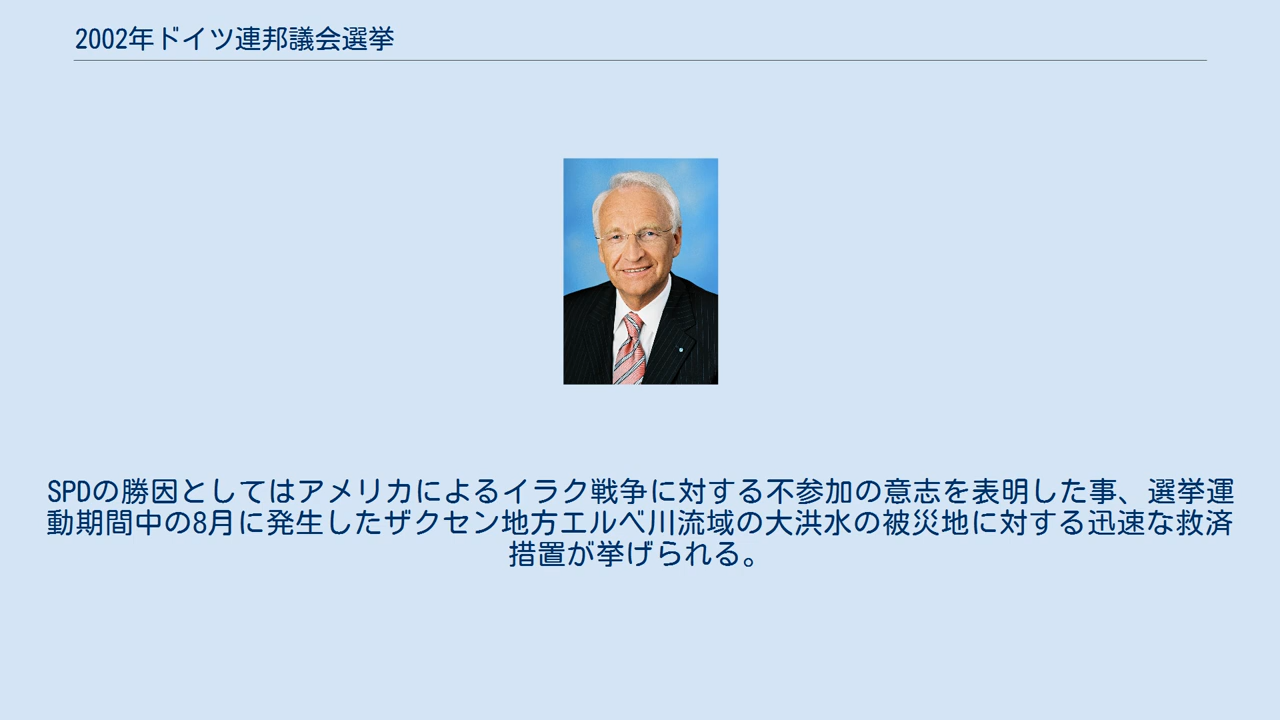 2002年ドイツ連邦議会選挙
SPDの勝因としてはアメリカによるイラク戦争に対する不参加の意志を表明した事、選挙運
動期間中の8月に発生したザクセン地方エルベ川流域の大洪水の被災地に対する迅速な救済
措置が挙げられる。